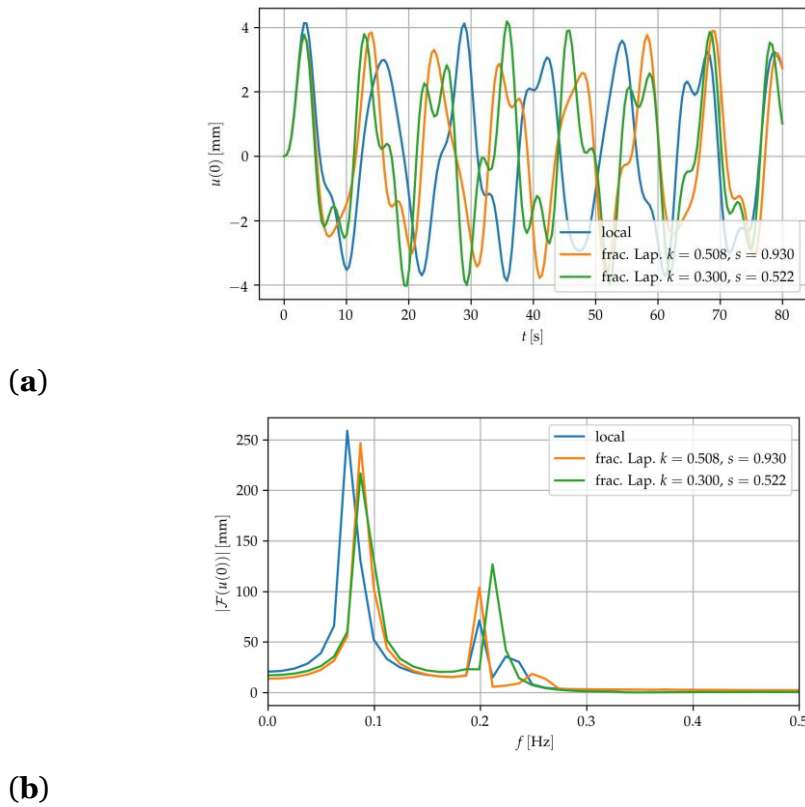 4
2
0
−2
−4
u(0) [mm]
local
frac. Lap. k = 0.508, s = 0.930
frac. Lap. k = 0.300, s = 0.522
0 10 20 30 40 50 60 70 80
t [s]
(a)
250
200
150
100
50
0
|ℱ(u(0))| [mm]
local
frac. Lap. k = 0.508, s = 0.930
frac. Lap. k = 0.300, s = 0.522
0.0 0.1 0.2 0.3 0.4 0.5
f [Hz]
(b)